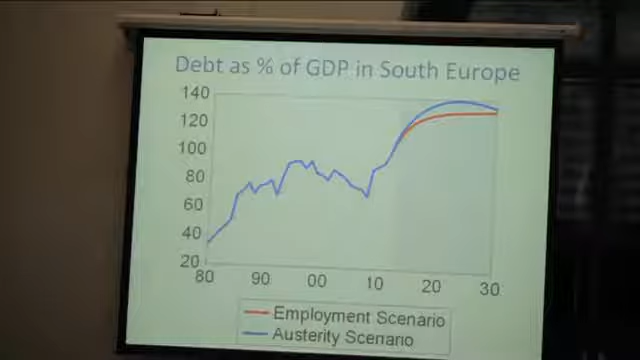 Debt as % of GDP in South Europe
140
120
100
80
60
40
20
80 90 00 10 20 30
Employment Scenario
Austerity Scenario